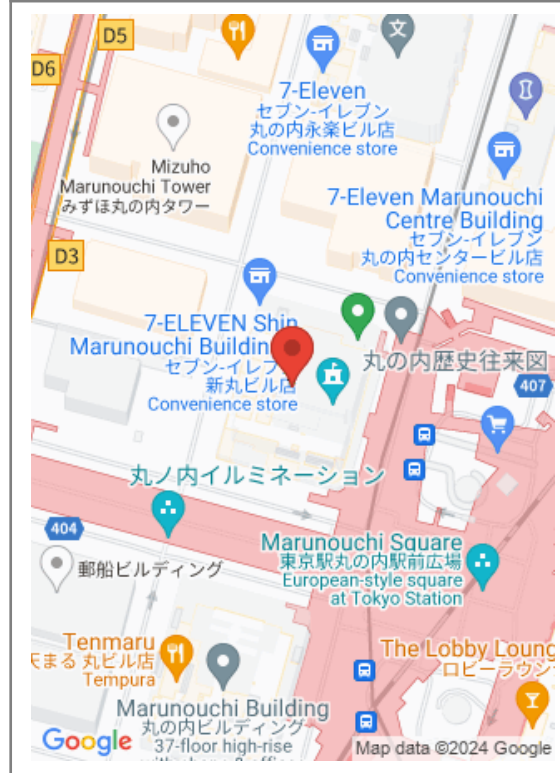 D5
文
D6
7-Eleven
セブン-イレブン
丸の内永楽ビル店
Convenience store
Mizuho
Marunouchi Tower
みずほ丸の内タワー
7-Eleven Marunouchi
Centre Building
セブン-イレブン
丸の内センタービル店
Convenience store
D3
7-ELEVEN Shin
Marunouchi Building
セブン-イレブ
新丸ビル店
Convenience store
丸の内歴史往来図
407
丸ノ内イルミネーション
404
郵船ビルディング
Marunouchi Square
東京駅丸の内駅前広場
European-style square
at Tokyo Station
Tenmaru
天まる 丸ビル店
Tempura
The Lobby Loung
ロビーラウン
Marunouchi Building
丸の内ビルディング
37-floor high-rise
Google
Map data ©2024 Google